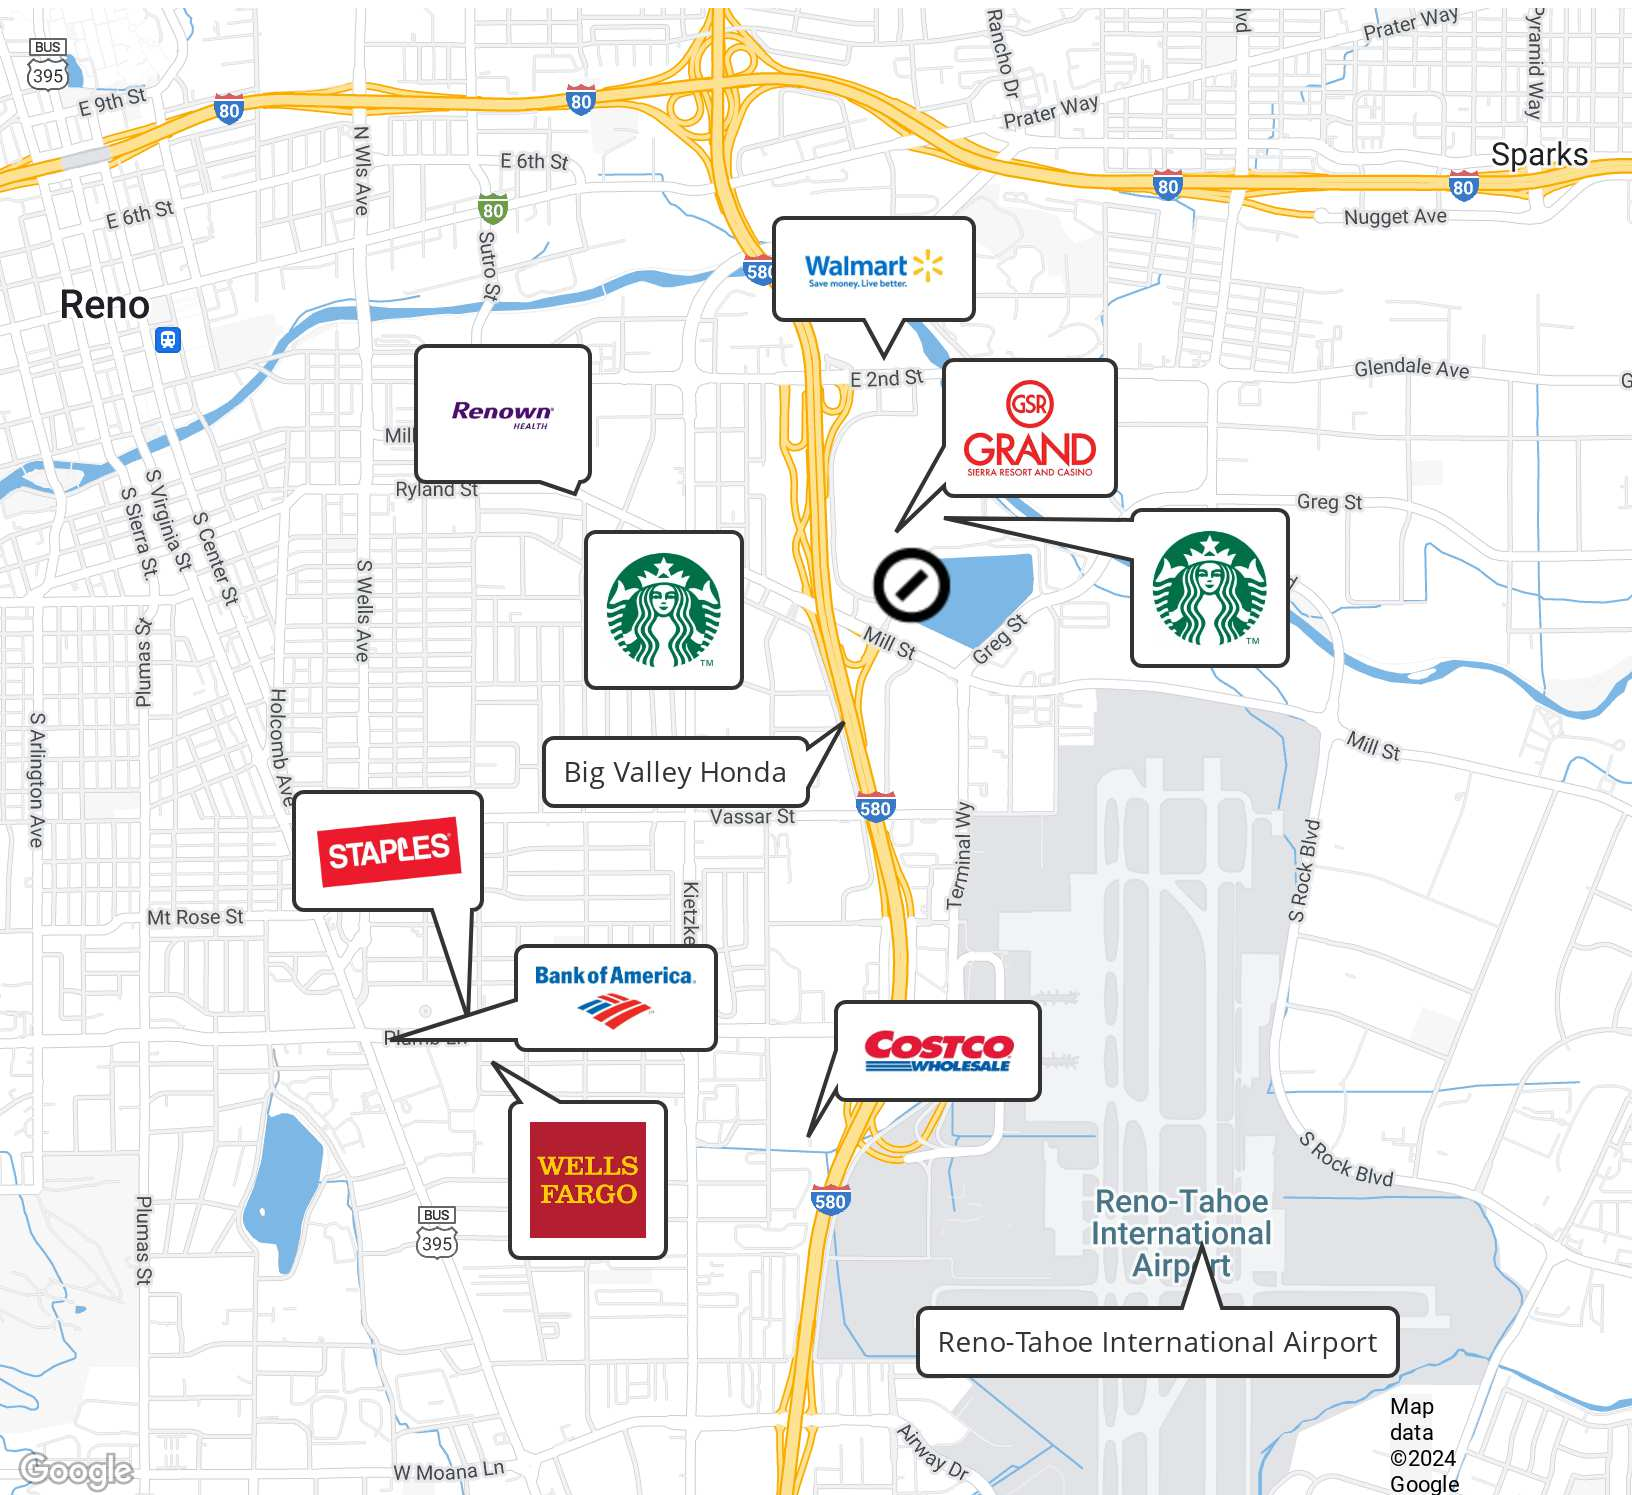 BUS
395
E 9th St
80
80
N Wls Ave
Rancho Dr
Prater Way
Prater Way
Pyramid Way
Sparks
E 6th St
E 6th St
80
Sutro St
80
80
Nugget Ave
Reno
580
Walmart
Save money. Live better.
E 2nd St
Glendale Ave
Renown
HEALTH
Mill
Ryland St
GSR
GRAND
SIERRA RESORT AND CASINO
Greg St
S Sierra St
S Virginia St
S Center St
S Wells Ave
TM
TM
Mill St
Greg St
Plumas St
Holcomb Ave
S Arlington Ave
Big Valley Honda
Mill St
580
Vassar St
Terminal Wy
S Rock Blvd
STAPLES
Kietzke
Mt Rose St
Bank of America
Plumb Ln
COSTCO
WHOLESALE
WELLS
FARGO
S Rock Blvd
580
Plumas St
BUS
395
Reno-Tahoe
International
Airport
Reno-Tahoe International Airport
Map
data
©2024
Google
Airway Dr
W Moana Ln
Google